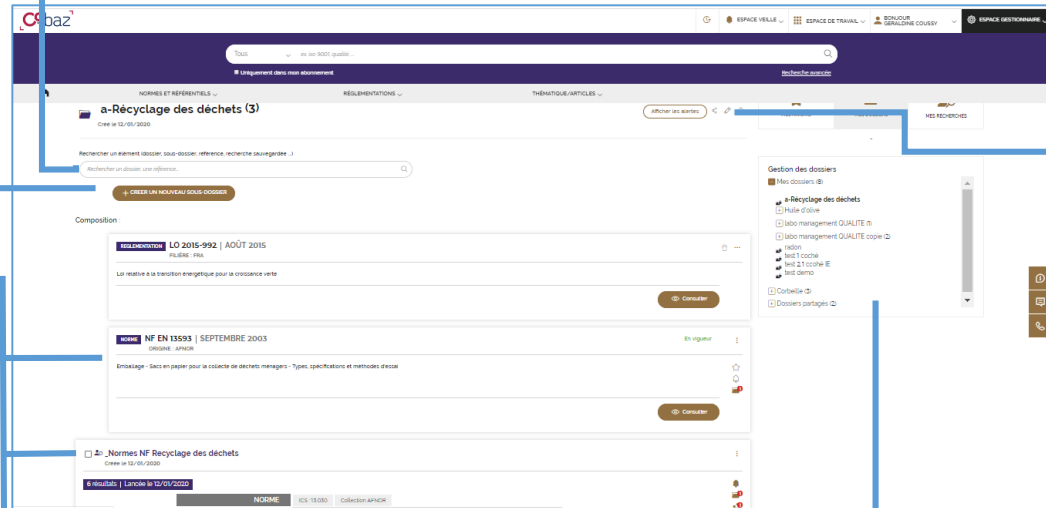 Cobaz
ESPACE VEILLE
ESPACE DE TRAVAIL
BONJOUR
GERALDINE COUSSY
ESPACE GESTIONNAIRE
Tous
ex. iso 9001, qualité ...
Uniquement dans mon abonnement
Recherche avancée
NORMES ET RÉFÉRENTIELS
RÉGLEMENTATIONS
THÉMATIQUE/ARTICLES
a-Récyclage des déchets (3)
Créé le 12/01/2020
Afficher les alertes
MES RECHERCHES
Rechercher un élément (dossier, sous-dossier, référence, recherche sauvegardée ...)
Rechercher un dossier, une référence...
+ CREER UN NOUVEAU SOUS-DOSSIER
Composition :
REGLEMENTATION LO 2015-992 | AOÛT 2015
FILIÈRE : FRA
Loi relative à la transition énergétique pour la croissance verte
Consulter
NORME NF EN 13593 | SEPTEMBRE 2003
ORIGINE : AFNOR
En vigueur
Emballage - Sacs en papier pour la collecte de déchets ménagers - Types, spécifications et méthodes d'essai
Consulter
_Normes NF Recyclage des déchets
Créée le 12/01/2020
6 résultats | Lancée le 12/01/2020
NORME
ICS : 13.030
Collection AFNOR
Gestion des dossiers
Mes dossiers (8)
a-Récyclage des déchets
Huile d'olive
labo management QUALITE (1)
labo management QUALITE copie (2)
radon
test 1 coché
test 2.1 ccohé IE
test demo
Corbeille (3)
Dossiers partagés (2)